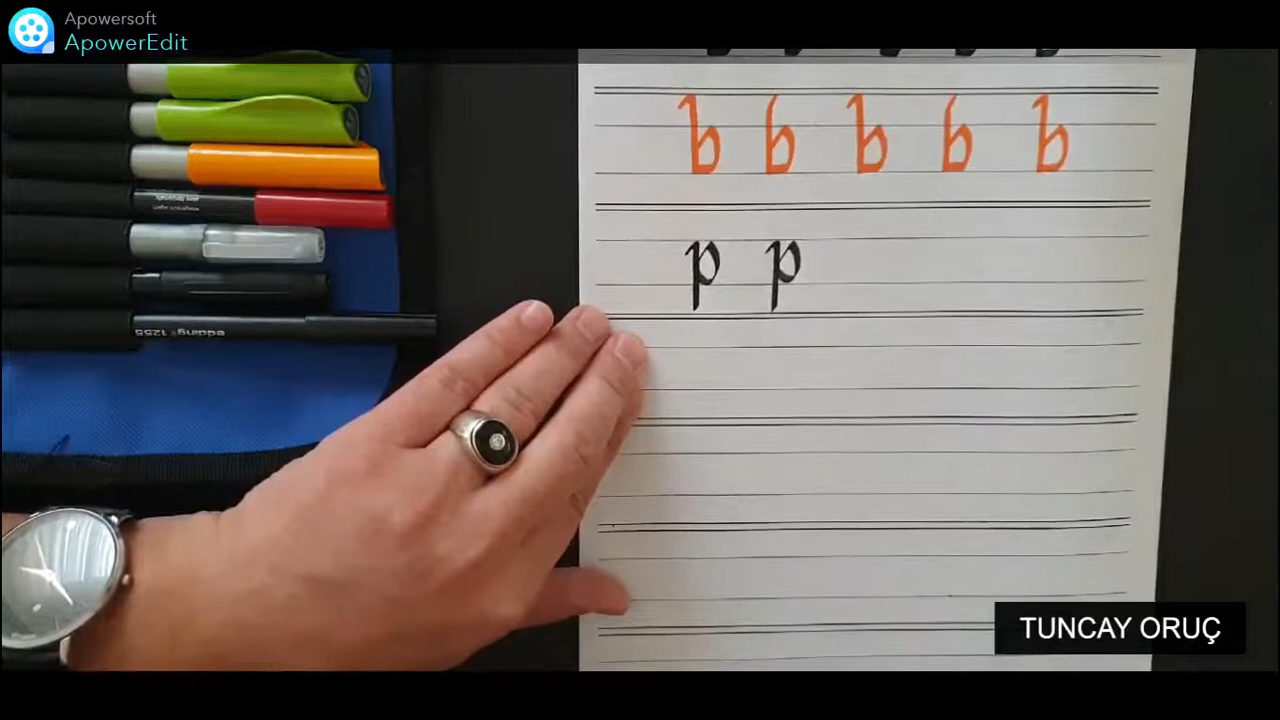 Apowersoft
ApowerEdit
b b b b b
p p
edding 1255
TUNCAY ORUÇ